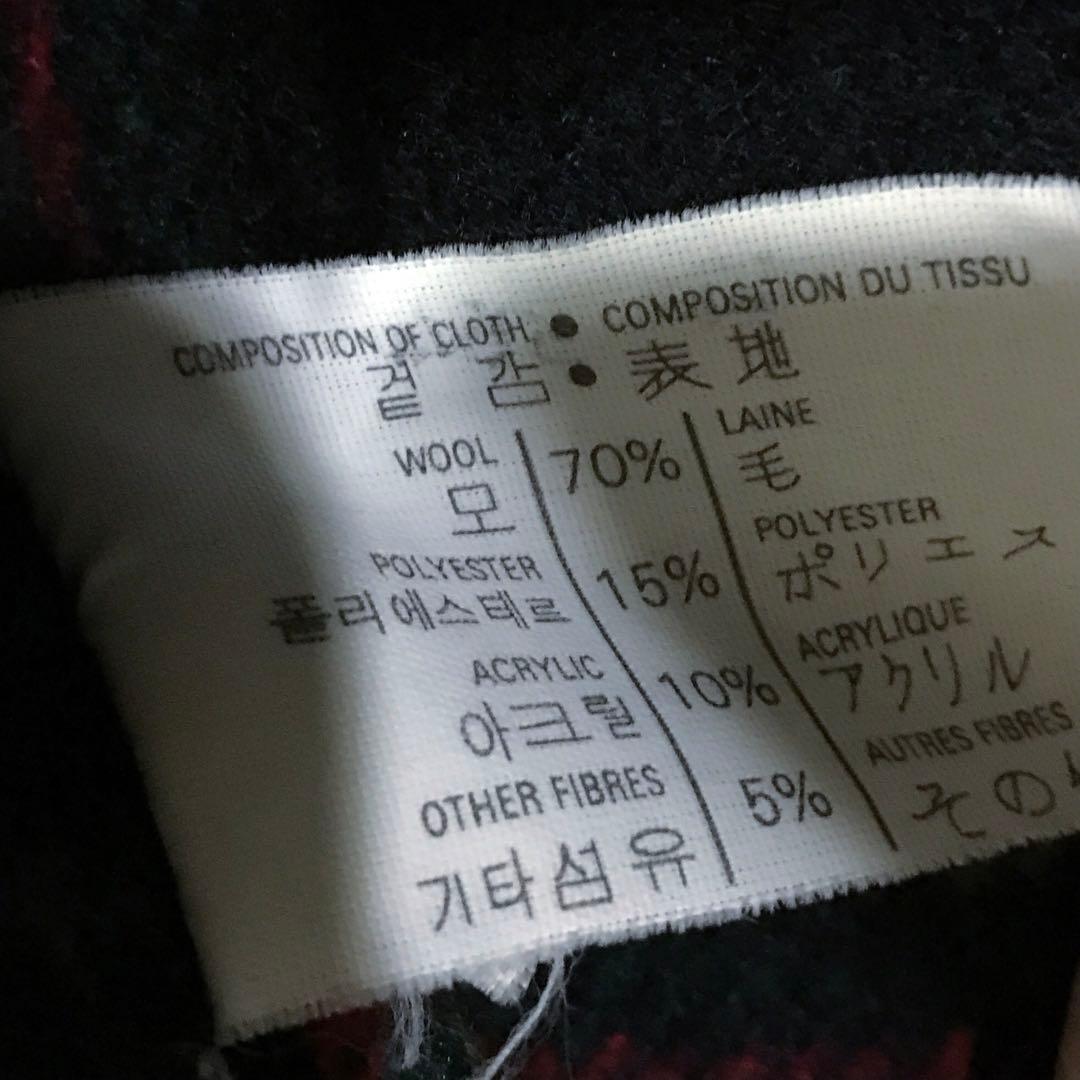 COMPOSITION OF CLOTH • COMPOSITION DU TISSU
겉 감 • 表 地
WOOL 70% LAINE
모 毛
POLYESTER 15% POLYESTER
폴리에스테르 ポリエス
ACRYLIC 10% ACRYLIQUE
아크릴 アクリル
OTHER FIBRES 5% AUTRES FIBRES
기타섬유 その